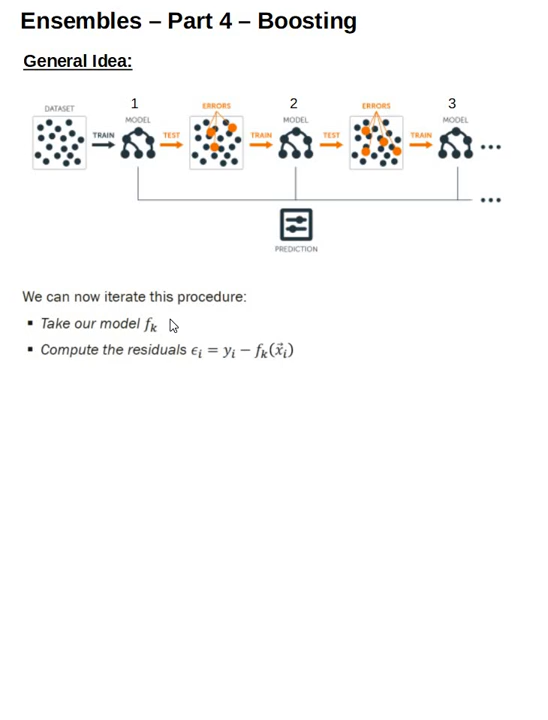 Ensembles – Part 4 – Boosting
General Idea:
1 2 3
DATASET MODEL ERRORS MODEL ERRORS MODEL
TRAIN TEST TRAIN TEST TRAIN
PREDICTION
We can now iterate this procedure:
▪ Take our model fₖ
▪ Compute the residuals ϵᵢ = yᵢ − fₖ(x⃗ᵢ)